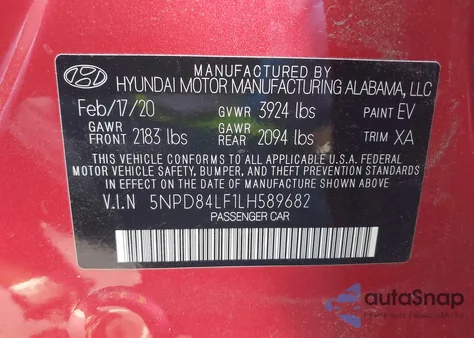 MANUFACTURED BY
HYUNDAI MOTOR MANUFACTURING ALABAMA, LLC
Feb/17/20 GVWR 3924 lbs PAINT EV
GAWR FRONT 2183 lbs GAWR REAR 2094 lbs TRIM XA
THIS VEHICLE CONFORMS TO ALL APPLICABLE U.S.A. FEDERAL
MOTOR VEHICLE SAFETY, BUMPER, AND THEFT PREVENTION
STANDARDS IN EFFECT ON THE DATE OF MANUFACTURE SHOWN ABOVE.
V.I.N 5NPD84LF1LH589682
PASSENGER CAR
autoSnap